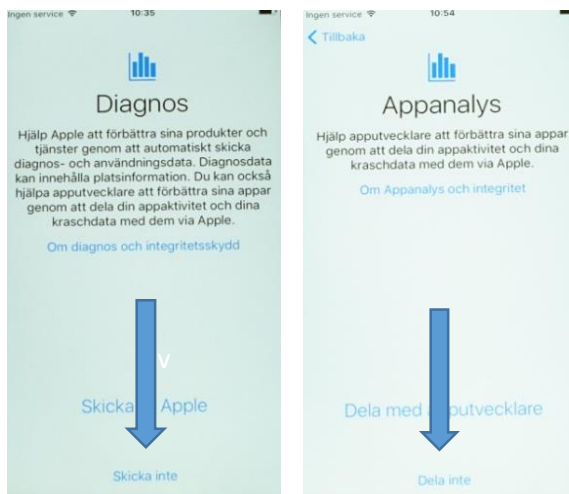 Ingen service 10:35
Diagnos
Hjälp Apple att förbättra sina produkter och
tjänster genom att automatiskt skicka
diagnos- och användningsdata. Diagnosdata
kan innehålla platsinformation. Du kan också
hjälpa apputvecklare att förbättra sina appar
genom att dela din appaktivitet och dina
kraschdata med dem via Apple.
Om diagnos och integritetsskydd
v
Skicka Apple
Skicka inte
Ingen service 10:54
Tillbaka
Appanalys
Hjälp apputvecklare att förbättra sina appar
genom att dela din appaktivitet och dina
kraschdata med dem via Apple.
Om Appanalys och integritet
Dela med
Dela inte